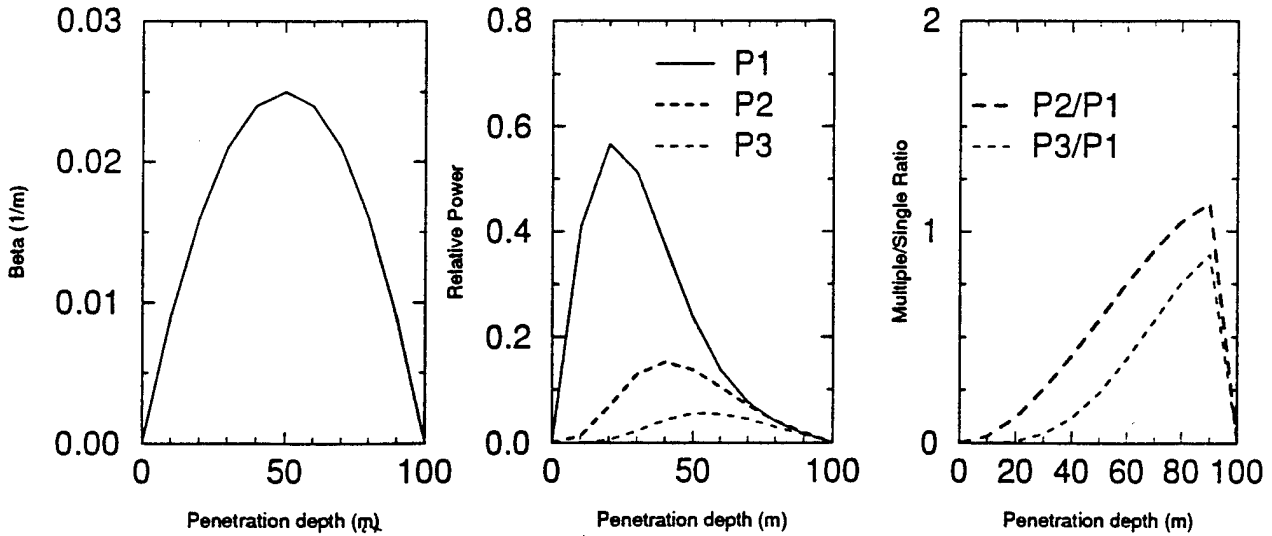 0.03
0.02
0.01
0.00
Beta (1/m)
0
50
100
Penetration depth (m)
0.8
0.6
0.4
0.2
0.0
Relative Power
P1
P2
P3
0
50
100
Penetration depth (m)
2
1
0
Multiple/Single Ratio
P2/P1
P3/P1
0
20
40
60
80
100
Penetration depth (m)